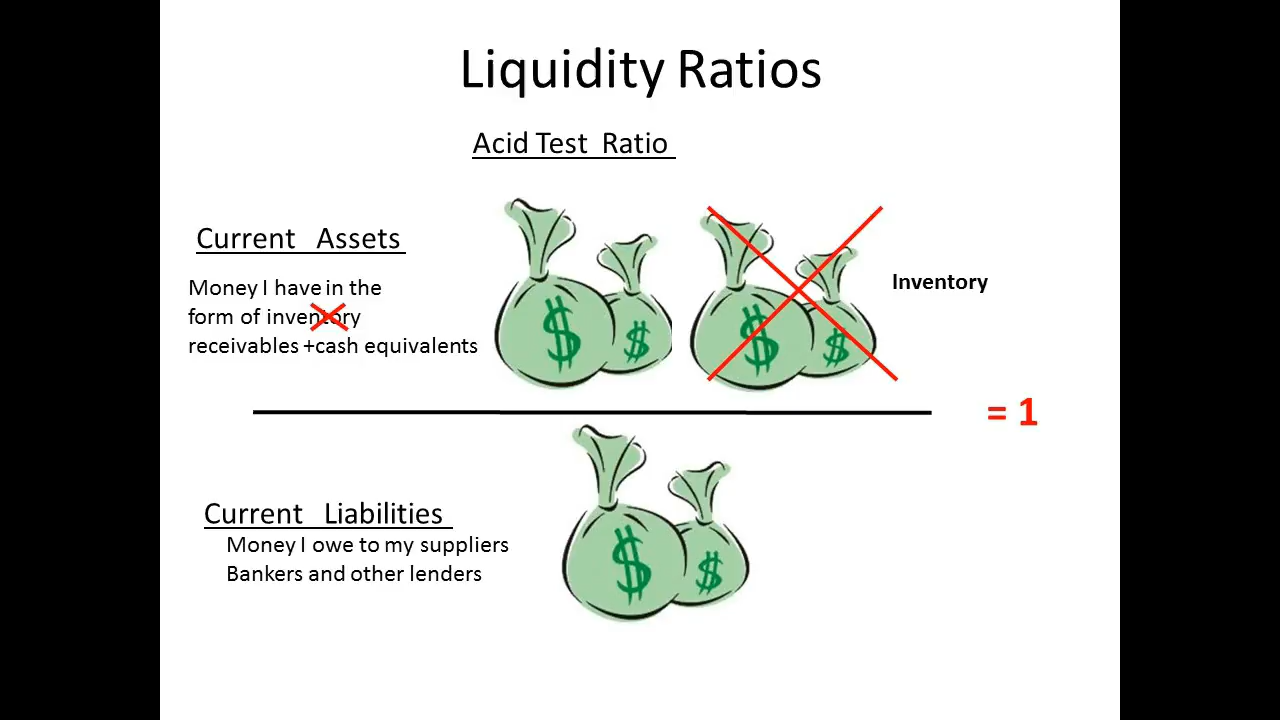 Liquidity Ratios
Acid Test Ratio
Current Assets
Money I have in the
form of inventory
receivables +cash equivalents
$ $ $ $
Inventory
= 1
Current Liabilities
Money I owe to my suppliers
Bankers and other lenders
$ $